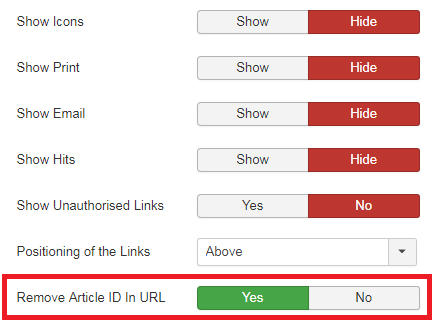 Show Icons Show Hide
Show Print Show Hide
Show Email Show Hide
Show Hits Show Hide
Show Unauthorised Links Yes No
Positioning of the Links Above
Remove Article ID In URL Yes No